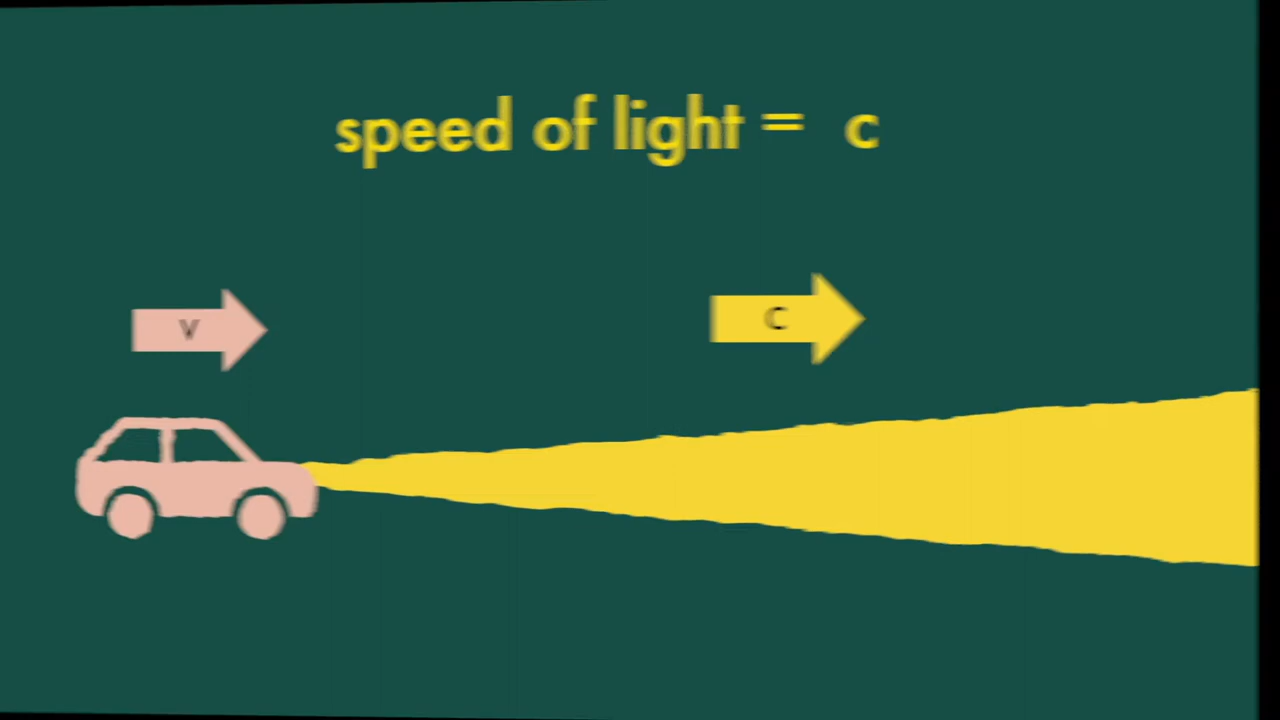 speed of light = c
v
c